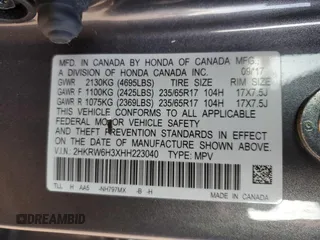 MFD. IN CANADA BY HONDA OF CANADA MFG.,
A DIVISION OF HONDA CANADA INC. 09/17
GVWR 2130KG (4695LBS) TIRE SIZE RIM SIZE
GAWR F 1100KG (2425LBS) 235/65R17 104H 17X7.5J
GAWR R 1075KG (2369LBS) 235/65R17 104H 17X7.5J
THIS VEHICLE CONFORMS TO ALL APPLICABLE
FEDERAL MOTOR VEHICLE SAFETY
AND THEFT PREVENTION STANDARDS IN EFFECT
ON THE DATE OF MANUFACTURE SHOWN ABOVE.
V.I.N. 2HKRW6H3XHH223040 TYPE: MPV
TLL H AA5 -NH797MX -B -H
DREAMBID